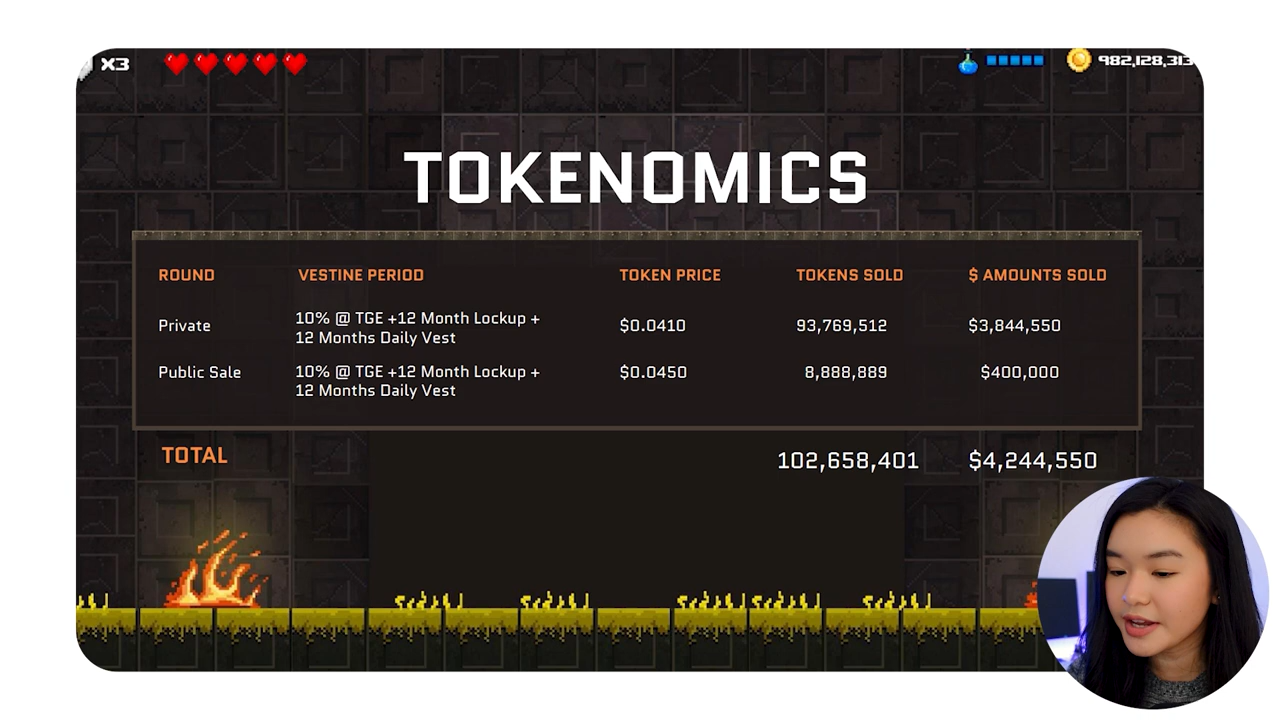 X3
982,128,313
TOKENOMICS
ROUND VESTINE PERIOD TOKEN PRICE TOKENS SOLD $ AMOUNTS SOLD
Private 10% @ TGE +12 Month Lockup + $0.0410 93,769,512 $3,844,550
12 Months Daily Vest
Public Sale 10% @ TGE +12 Month Lockup + $0.0450 8,888,889 $400,000
12 Months Daily Vest
TOTAL 102,658,401 $4,244,550